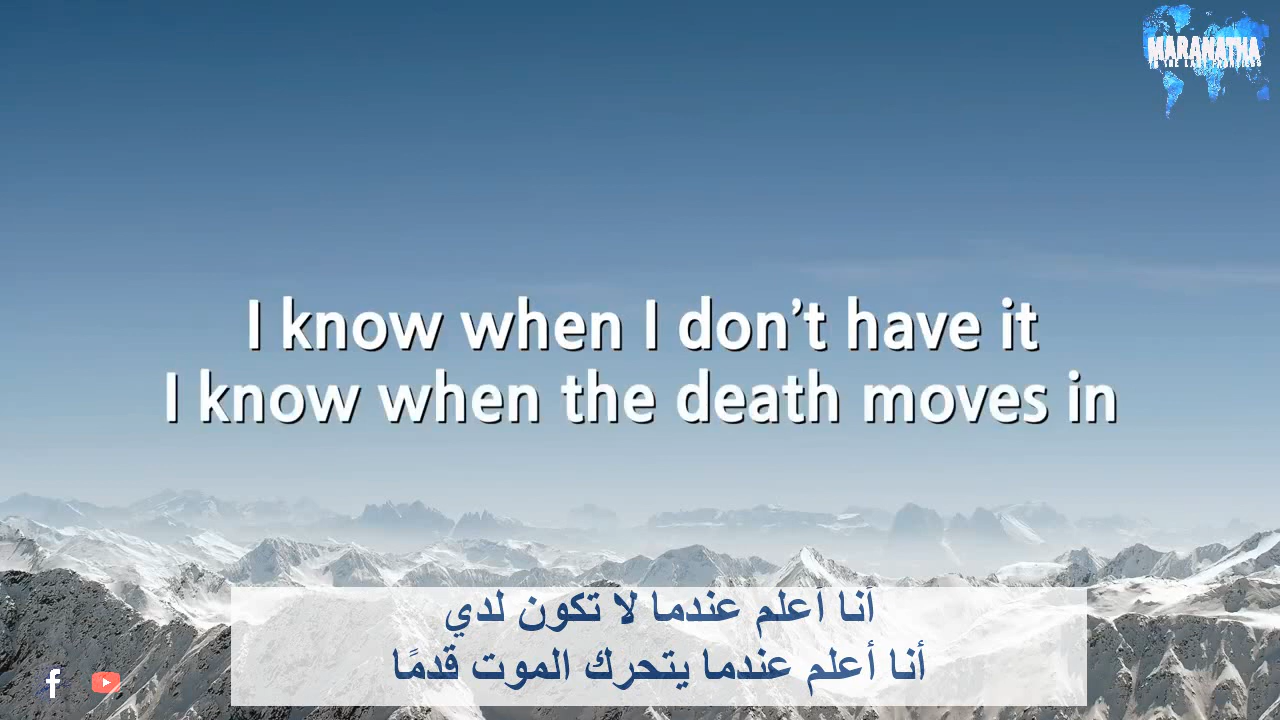 MARANATHA
I know when I don't have it
I know when the death moves in
أنا أعلم عندما لا تكون لدي
أنا أعلم عندما يتحرك الموت قدمًا